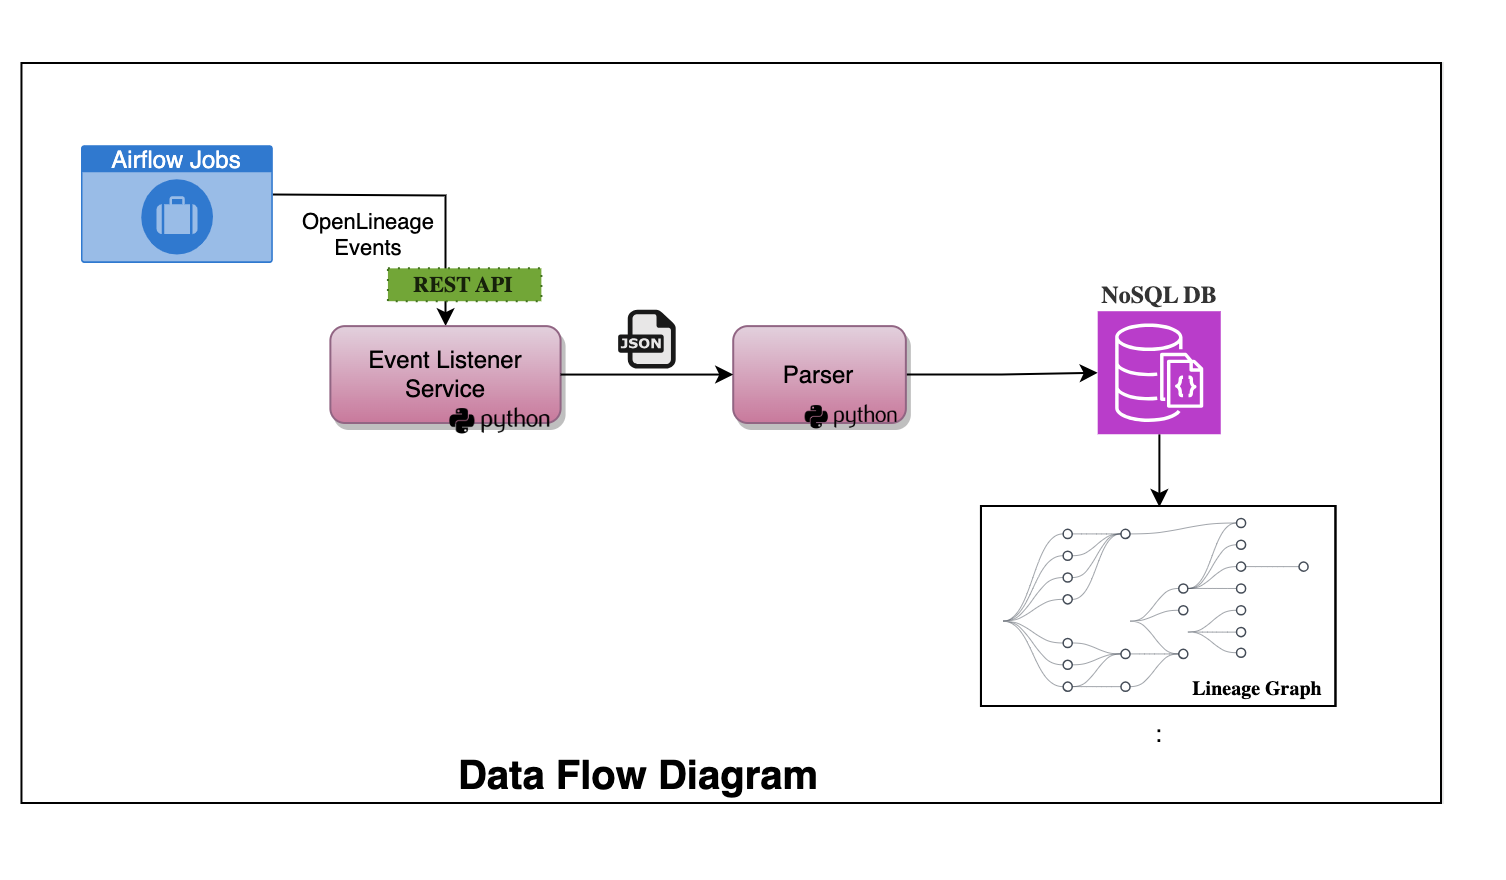 Airflow Jobs
OpenLineage
Events
REST API
Event Listener
Service
python
JSON
Parser
python
NoSQL DB
{}
Lineage Graph
:
Data Flow Diagram